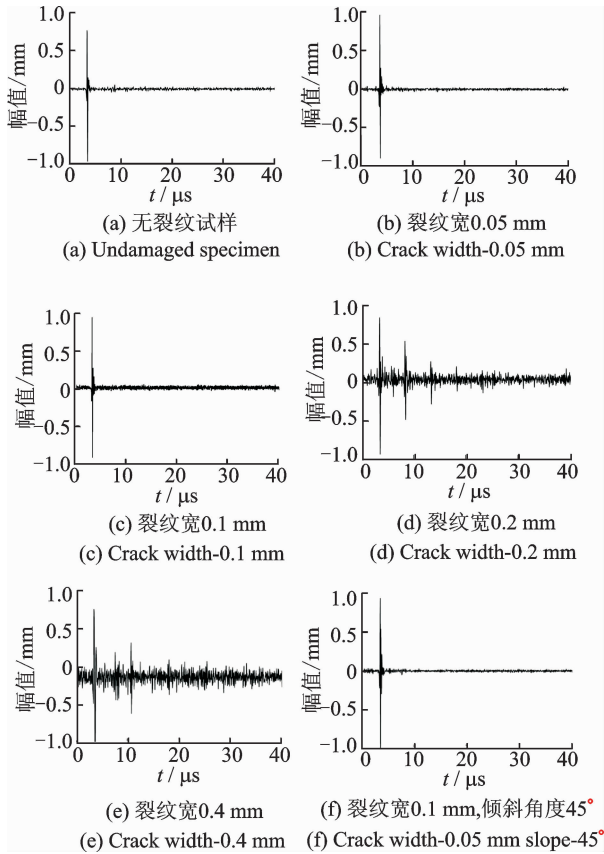 幅值/mm
1.0
0.5
0
−0.5
−1.0
0 10 20 30 40
t / μs
(a) 无裂纹试样
(a) Undamaged specimen
幅值/mm
1.0
0.5
0
−0.5
1.0
0 10 20 30 40
t / μs
(b) 裂纹宽0.05 mm
(b) Crack width-0.05 mm
幅值/mm
1.0
0.5
0
−0.5
−1.0
0 10 20 30 40
t / μs
(c) 裂纹宽0.1 mm
(c) Crack width-0.1 mm
幅值/mm
1.0
0.5
0
−0.5
−1.0
0 10 20 30 40
t / μs
(d) 裂纹宽0.2 mm
(d) Crack width-0.2 mm
幅值/mm
1.0
0.5
0
−0.5
−1.0
0 10 20 30 40
t / μs
(e) 裂纹宽0.4 mm
(e) Crack width-0.4 mm
幅值/mm
1.0
0.5
0
−0.5
−1.0
0 10 20 30 40
t / μs
(f) 裂纹宽0.1 mm,倾斜角度45°
(f) Crack width-0.05 mm slope-45°